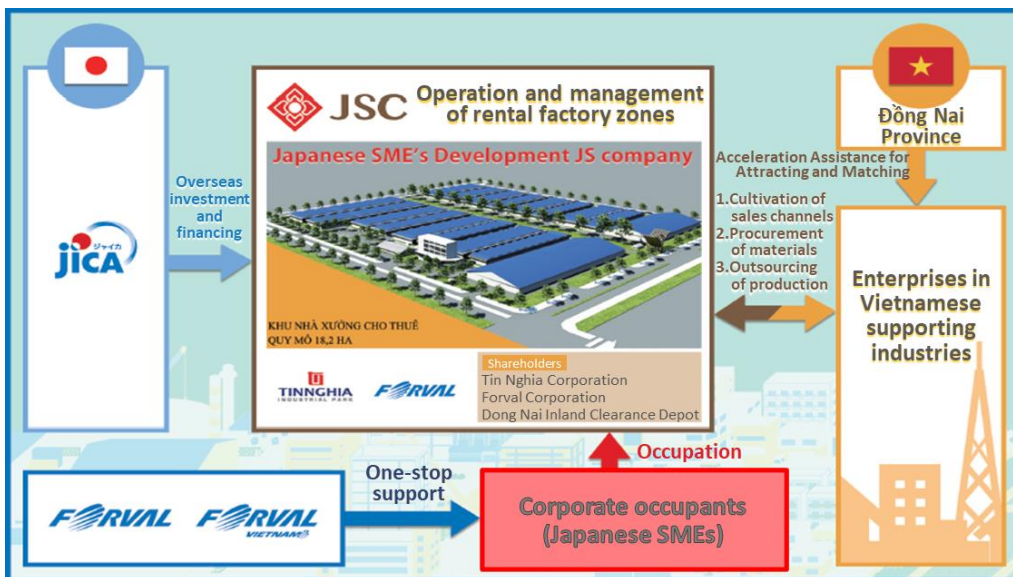 JSC
Operation and management
of rental factory zones
Japanese SME's Development JS company
KHU NHÀ XƯỞNG CHO THUÊ
QUY MÔ 18,2 HA
TINNGHIA
INDUSTRIAL PARK
FORVAL
Shareholders
Tin Nghia Corporation
Forval Corporation
Dong Nai Inland Clearance Depot
ジャイカ
jICA
Overseas
investment
and
financing
Đồng Nai
Province
Acceleration Assistance for
Attracting and Matching
1.Cultivation of
sales channels
2.Procurement
of materials
3.Outsourcing
of production
Enterprises in
Vietnamese
supporting
industries
Occupation
FORVAL
FORVAL
VIETNAM
One-stop
support
Corporate occupants
(Japanese SMEs)